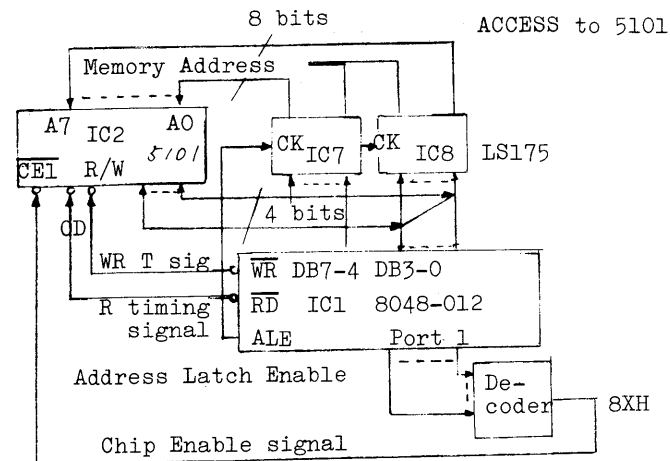 8 bits
ACCESS to 5101
Memory Address
A7 IC2 A0
5101
CE1 R/W
CK IC7
CK IC8
LS175
4 bits
OD
WR T sig
WR DB7-4 DB3-0
R timing signal
RD IC1 8048-012
ALE Port 1
Address Latch Enable
De-
coder
8XH
Chip Enable signal